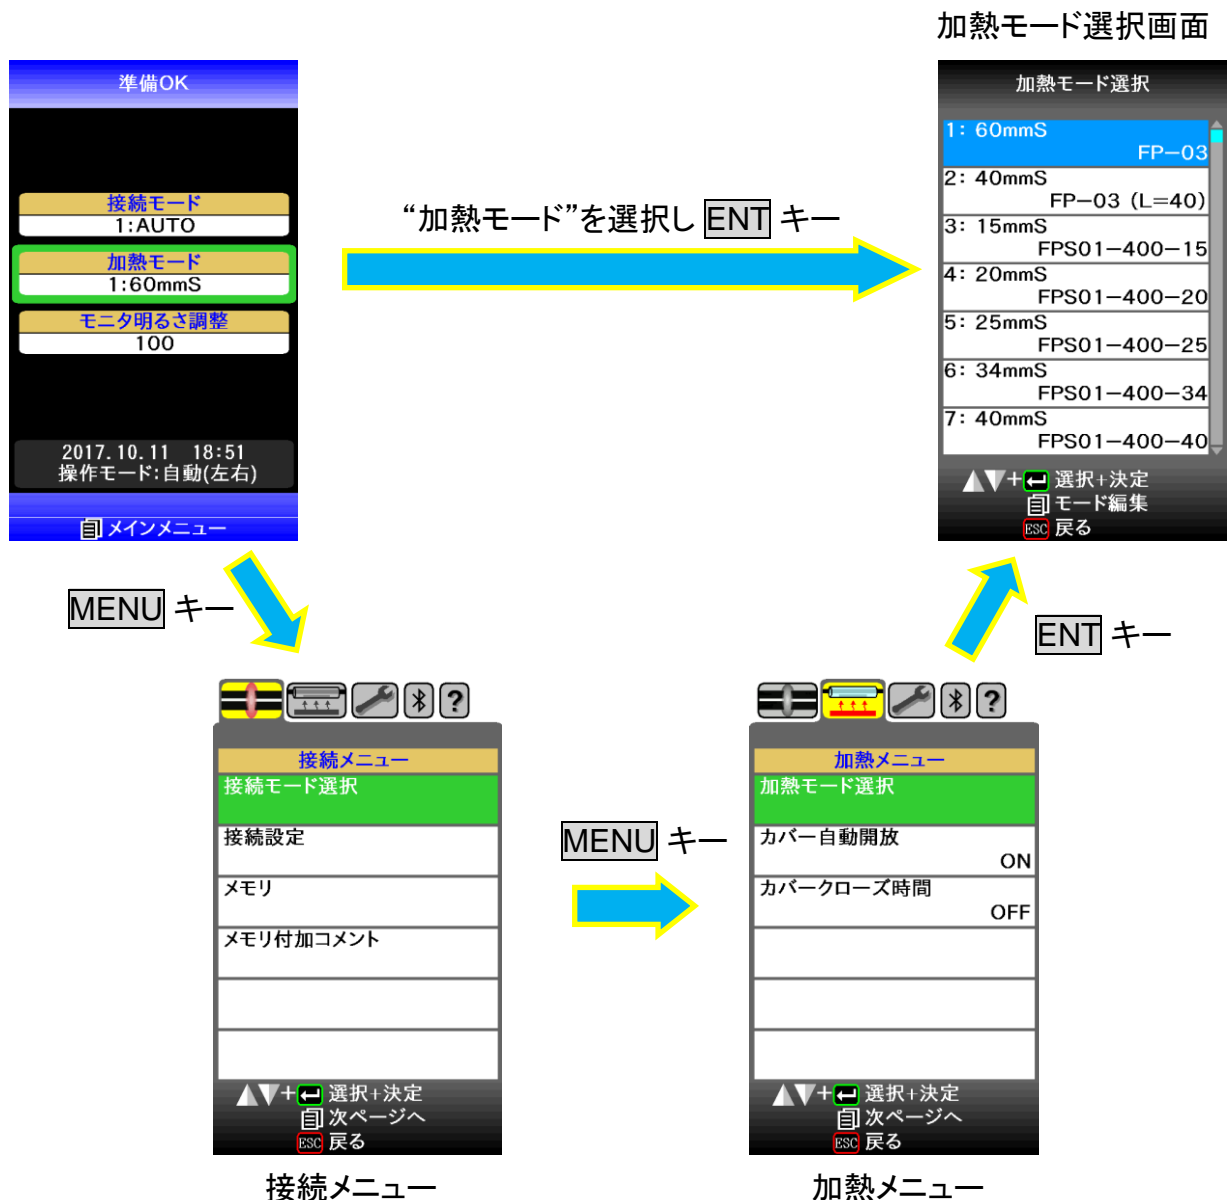 加熱モード選択画面
準備OK
接続モード
1:AUTO
加熱モード
1:60mmS
モニタ明るさ調整
100
2017.10.11 18:51
操作モード:自動(左右)
メインメニュー
“加熱モード”を選択し ENT キー
加熱モード選択
1: 60mmS
FP−03
2: 40mmS
FP−03 (L=40)
3: 15mmS
FPS01−400−15
4: 20mmS
FPS01−400−20
5: 25mmS
FPS01−400−25
6: 34mmS
FPS01−400−34
7: 40mmS
FPS01−400−40
+ 選択+決定
モード編集
ESC 戻る
MENU キー
ENT キー
?
接続メニュー
接続モード選択
接続設定
メモリ
メモリ付加コメント
+ 選択+決定
次ページへ
ESC 戻る
接続メニュー
MENU キー
?
加熱メニュー
加熱モード選択
カバー自動開放
ON
カバークローズ時間
OFF
+ 選択+決定
次ページへ
ESC 戻る
加熱メニュー